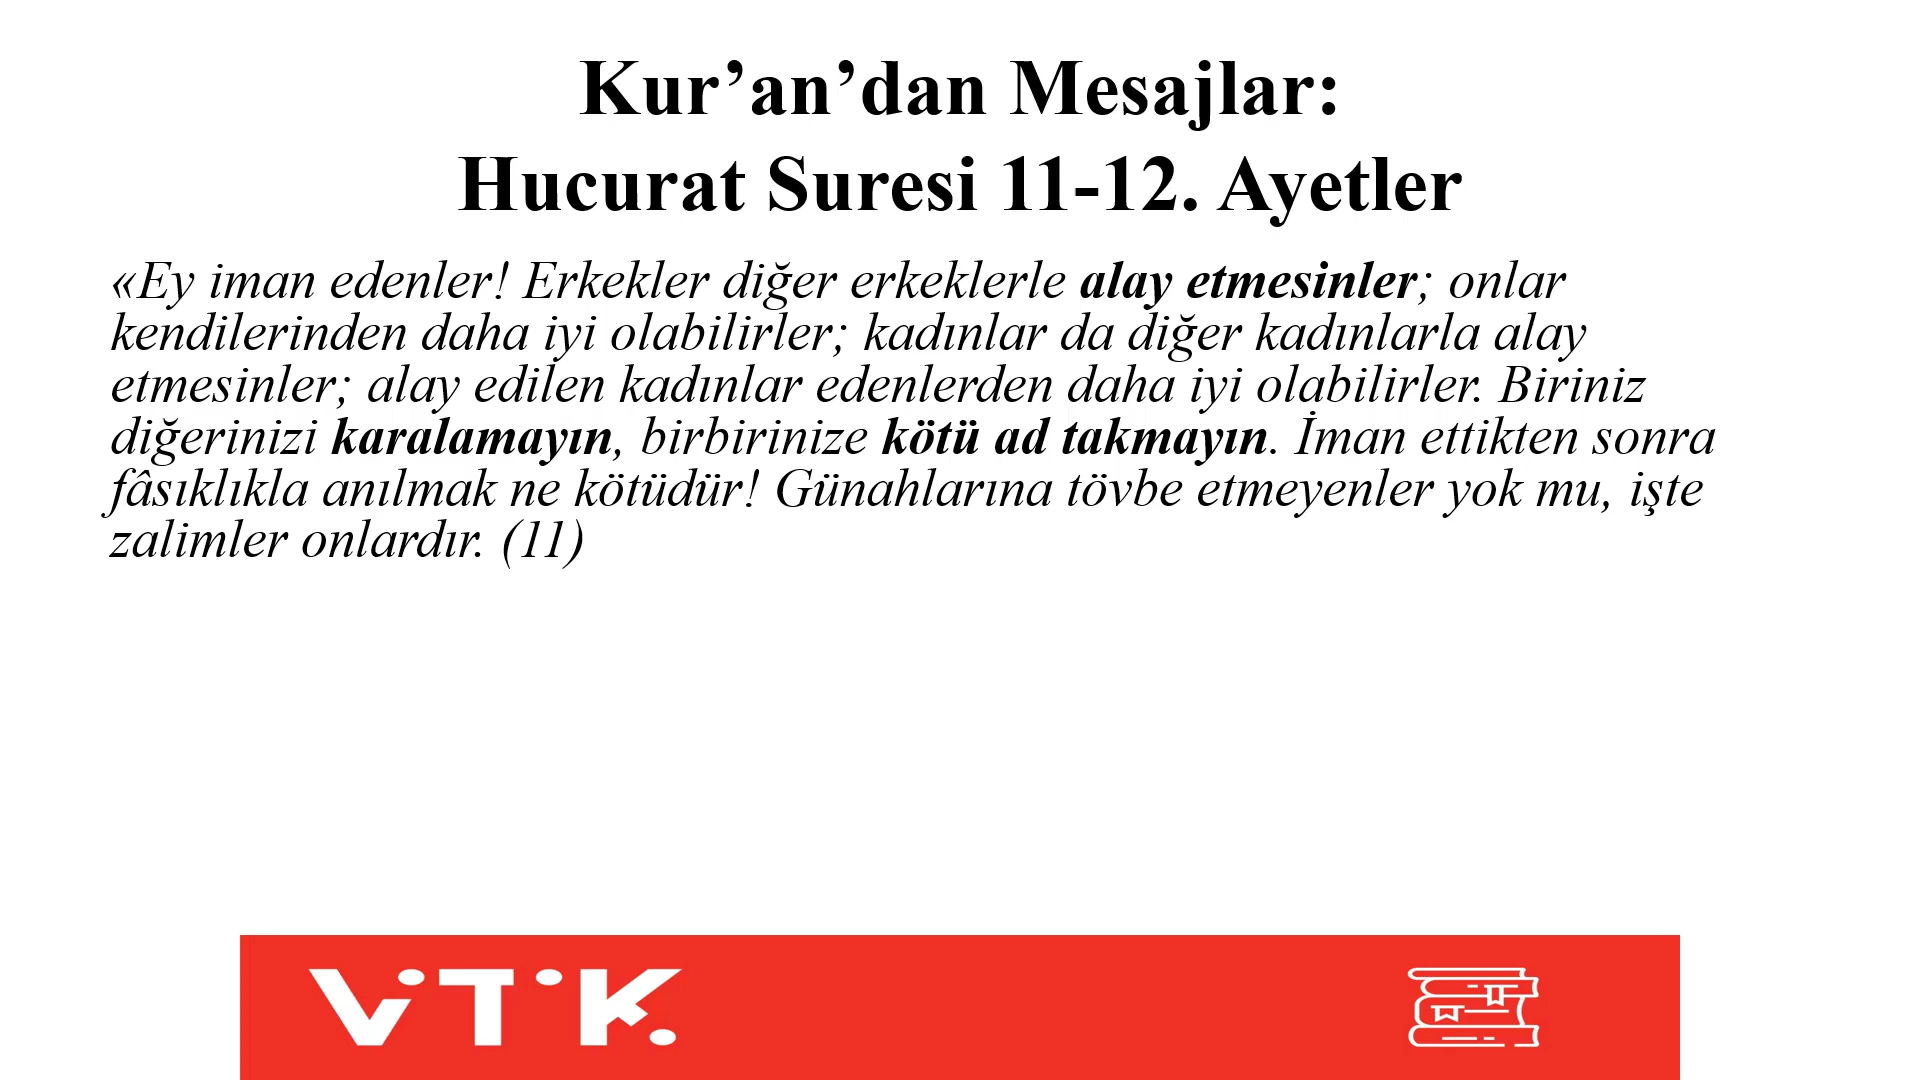 Kur’an’dan Mesajlar:
Hucurat Suresi 11-12. Ayetler
«Ey iman edenler! Erkekler diğer erkeklerle alay etmesinler; onlar
kendilerinden daha iyi olabilirler; kadınlar da diğer kadınlarla alay
etmesinler; alay edilen kadınlar edenlerden daha iyi olabilirler. Biriniz
diğerinizi karalamayın, birbirinize kötü ad takmayın. İman ettikten sonra
fâsıklıkla anılmak ne kötüdür! Günahlarına tövbe etmeyenler yok mu, işte
zalimler onlardır. (11)
ViTiK